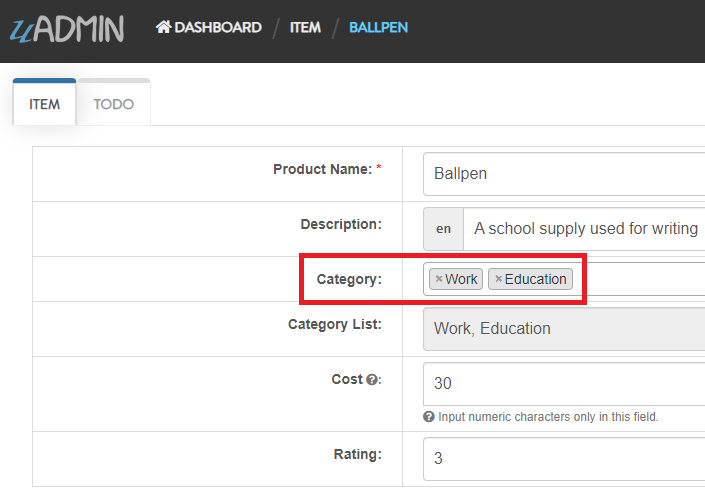 uADMIN DASHBOARD / ITEM / BALLPEN
ITEM TODO
Product Name: * Ballpen
Description: en A school supply used for writing
Category: ×Work ×Education
Category List: Work, Education
Cost ?: 30
? Input numeric characters only in this field.
Rating: 3